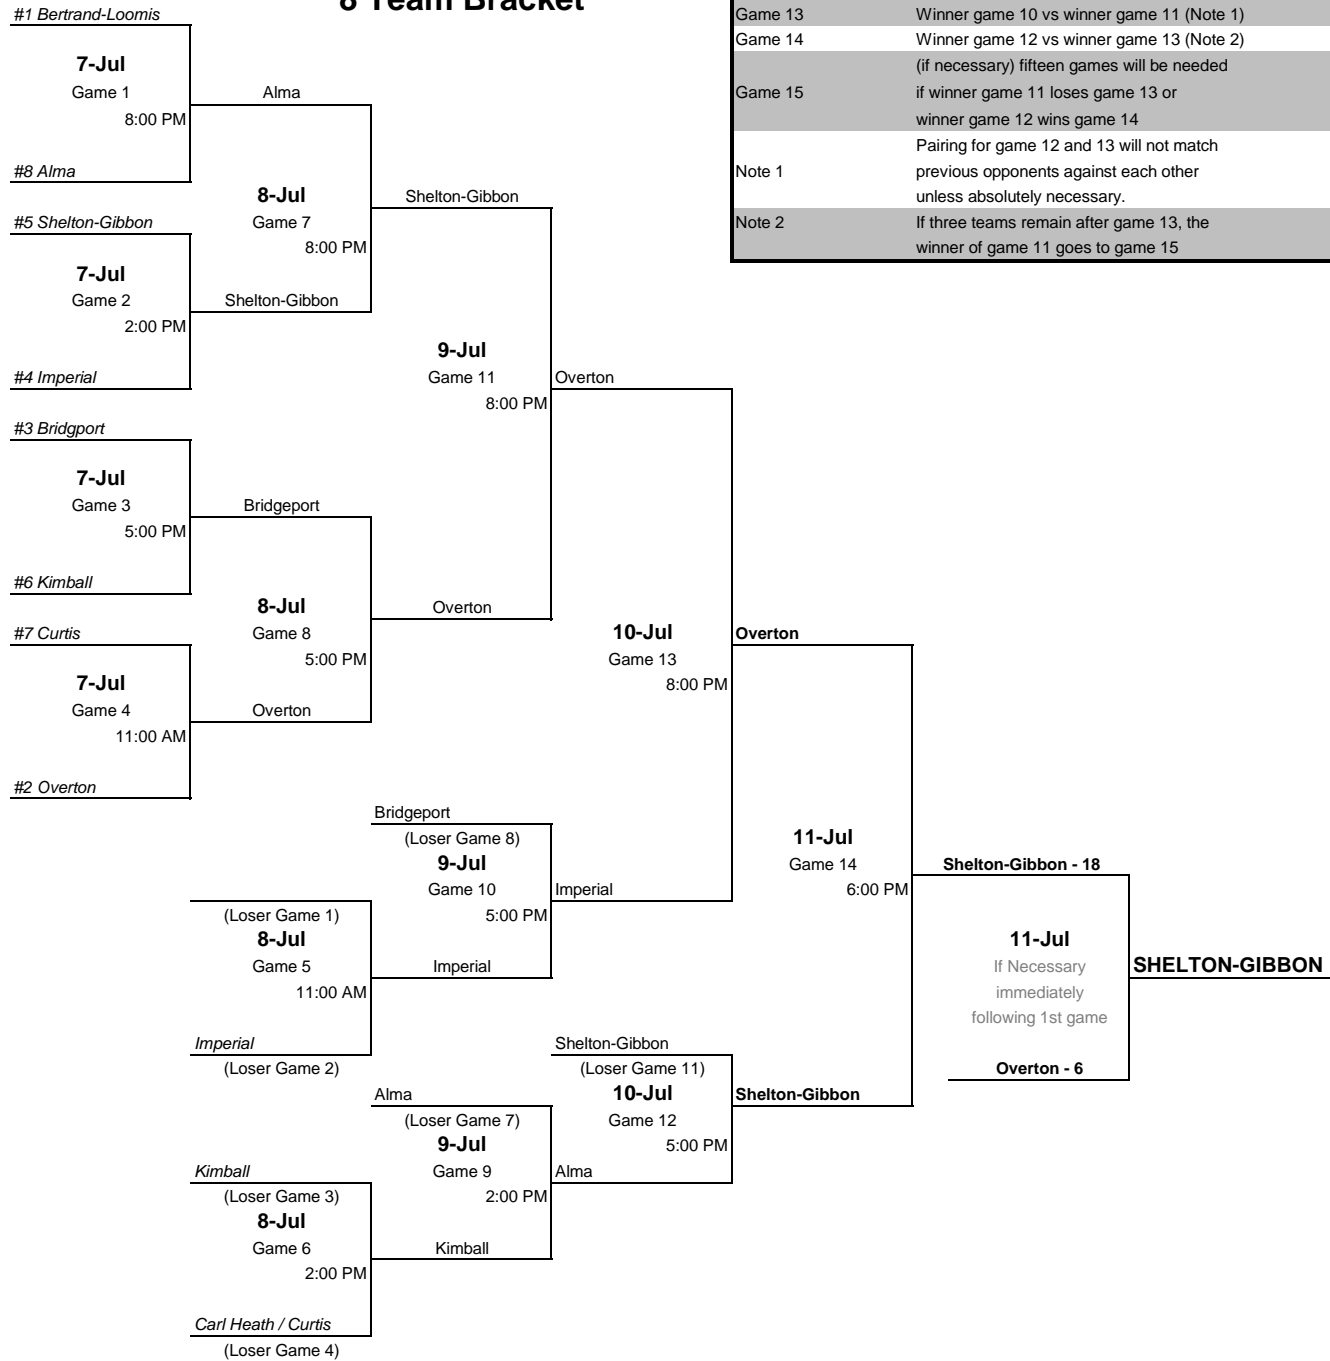 8 Team Bracket
#1 Bertrand-Loomis
7-Jul
Game 1
8:00 PM
#8 Alma
Alma
#5 Shelton-Gibbon
7-Jul
Game 2
2:00 PM
#4 Imperial
8-Jul
Game 7
8:00 PM
Shelton-Gibbon
Shelton-Gibbon
#3 Bridgport
7-Jul
Game 3
5:00 PM
#6 Kimball
Bridgeport
#7 Curtis
7-Jul
Game 4
11:00 AM
#2 Overton
8-Jul
Game 8
5:00 PM
Overton
Overton
9-Jul
Game 11
8:00 PM
Overton
10-Jul
Game 13
8:00 PM
Overton
Bridgeport
(Loser Game 8)
9-Jul
Game 10
5:00 PM
Imperial
(Loser Game 1)
8-Jul
Game 5
11:00 AM
Imperial
Imperial
(Loser Game 2)
11-Jul
Game 14
6:00 PM
Shelton-Gibbon - 18
11-Jul
If Necessary
immediately
following 1st game
SHELTON-GIBBON
Overton - 6
Shelton-Gibbon
(Loser Game 11)
10-Jul
Game 12
5:00 PM
Shelton-Gibbon
Alma
(Loser Game 7)
9-Jul
Game 9
2:00 PM
Alma
Kimball
(Loser Game 3)
8-Jul
Game 6
2:00 PM
Kimball
Carl Heath / Curtis
(Loser Game 4)
Game 13 Winner game 10 vs winner game 11 (Note 1)
Game 14 Winner game 12 vs winner game 13 (Note 2)
(if necessary) fifteen games will be needed
Game 15 if winner game 11 loses game 13 or
winner game 12 wins game 14
Pairing for game 12 and 13 will not match
Note 1 previous opponents against each other
unless absolutely necessary.
Note 2 If three teams remain after game 13, the
winner of game 11 goes to game 15